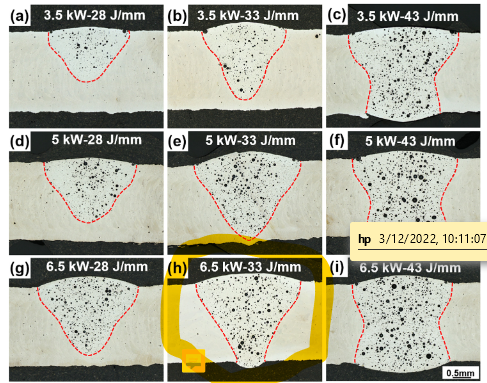 (a) 3.5 kW-28 J/mm (b) 3.5 kW-33 J/mm (c) 3.5 kW-43 J/mm
(d) 5 kW-28 J/mm (e) 5 kW-33 J/mm (f) 5 kW-43 J/mm
hp 3/12/2022, 10:11:07
(g) 6.5 kW-28 J/mm (h) 6.5 kW-33 J/mm (i) 6.5 kW-43 J/mm
0.5mm